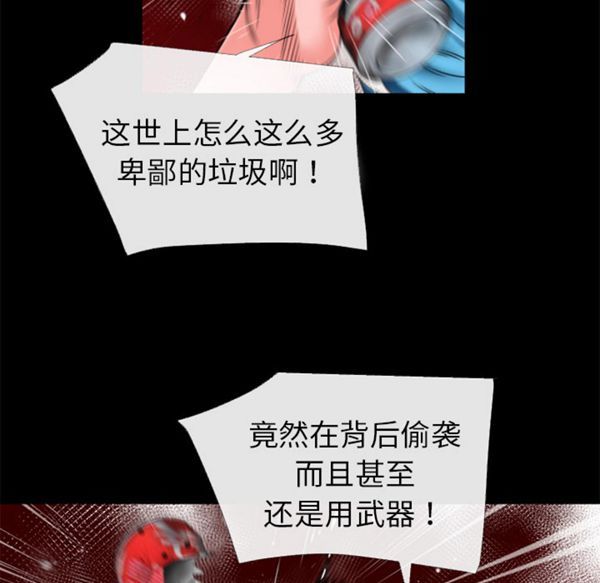 这世上怎么这么多
卑鄙的垃圾啊！
竟然在背后偷袭
而且甚至
还是用武器！